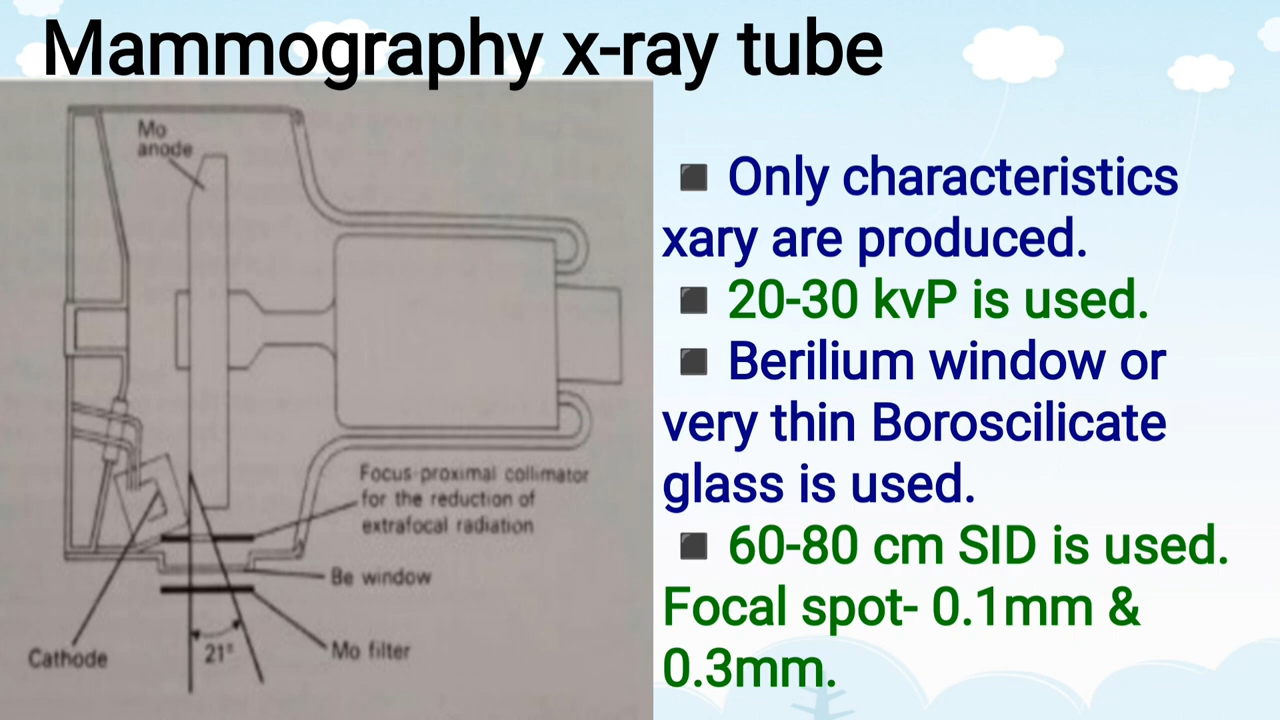 Mammography x-ray tube
Mo
anode
Focus-proximal collimator
for the reduction of
extrafocal radiation
Be window
Mo filter
21°
Cathode
◾ Only characteristics
xary are produced.
◾ 20-30 kvP is used.
◾ Berilium window or
very thin Boroscilicate
glass is used.
◾ 60-80 cm SID is used.
Focal spot- 0.1mm &
0.3mm.